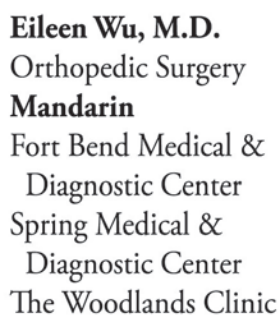 Eileen Wu, M.D.
Orthopedic Surgery
Mandarin
Fort Bend Medical &
Diagnostic Center
Spring Medical &
Diagnostic Center
The Woodlands Clinic